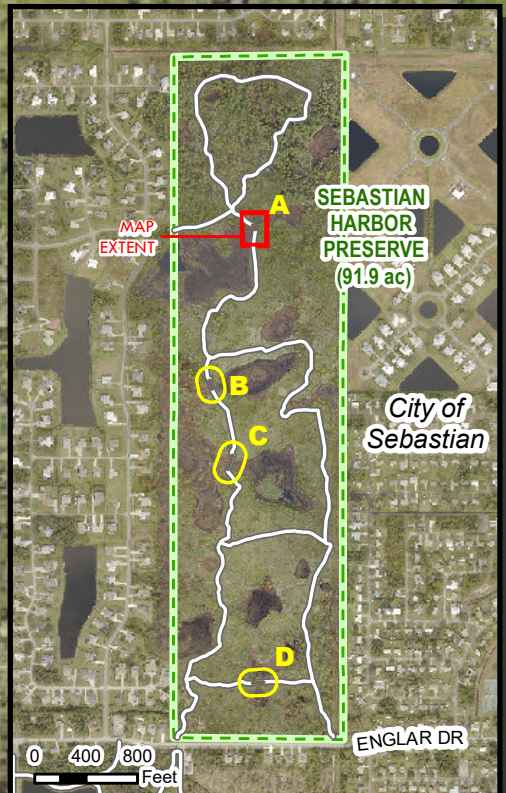 A
SEBASTIAN
HARBOR
PRESERVE
(91.9 ac)
MAP
EXTENT
B
City of
Sebastian
C
D
ENGLAR DR
0 400 800
Feet